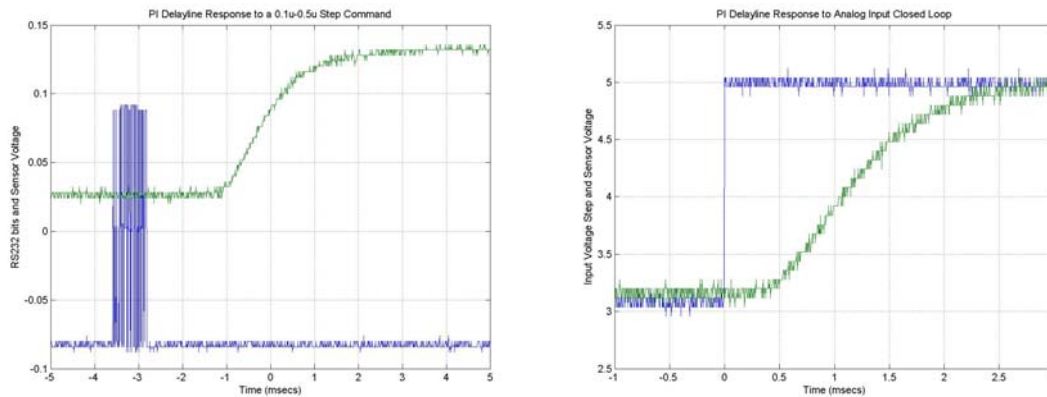 PI Delayline Response to a 0.1u-0.5u Step Command
RS232 bits and Sensor Voltage
0.15
0.1
0.05
0
-0.05
-0.1
-5 -4 -3 -2 -1 0 1 2 3 4 5
Time (msecs)
PI Delayline Response to Analog Input Closed Loop
Input Voltage Step and Sensor Voltage
5.5
5
4.5
4
3.5
3
2.5
-1 -0.5 0 0.5 1 1.5 2 2.5
Time (msecs)